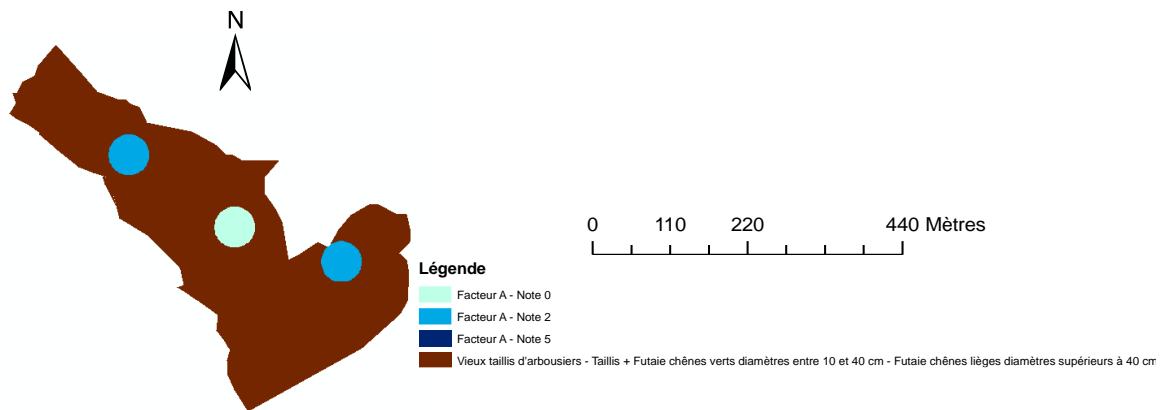 N
0 110 220 440 Mètres
Légende
Facteur A - Note 0
Facteur A - Note 2
Facteur A - Note 5
Vieux taillis d'arbousiers - Taillis + Futaie chênes verts diamètres entre 10 et 40 cm - Futaie chênes lièges diamètres supérieurs à 40 cm